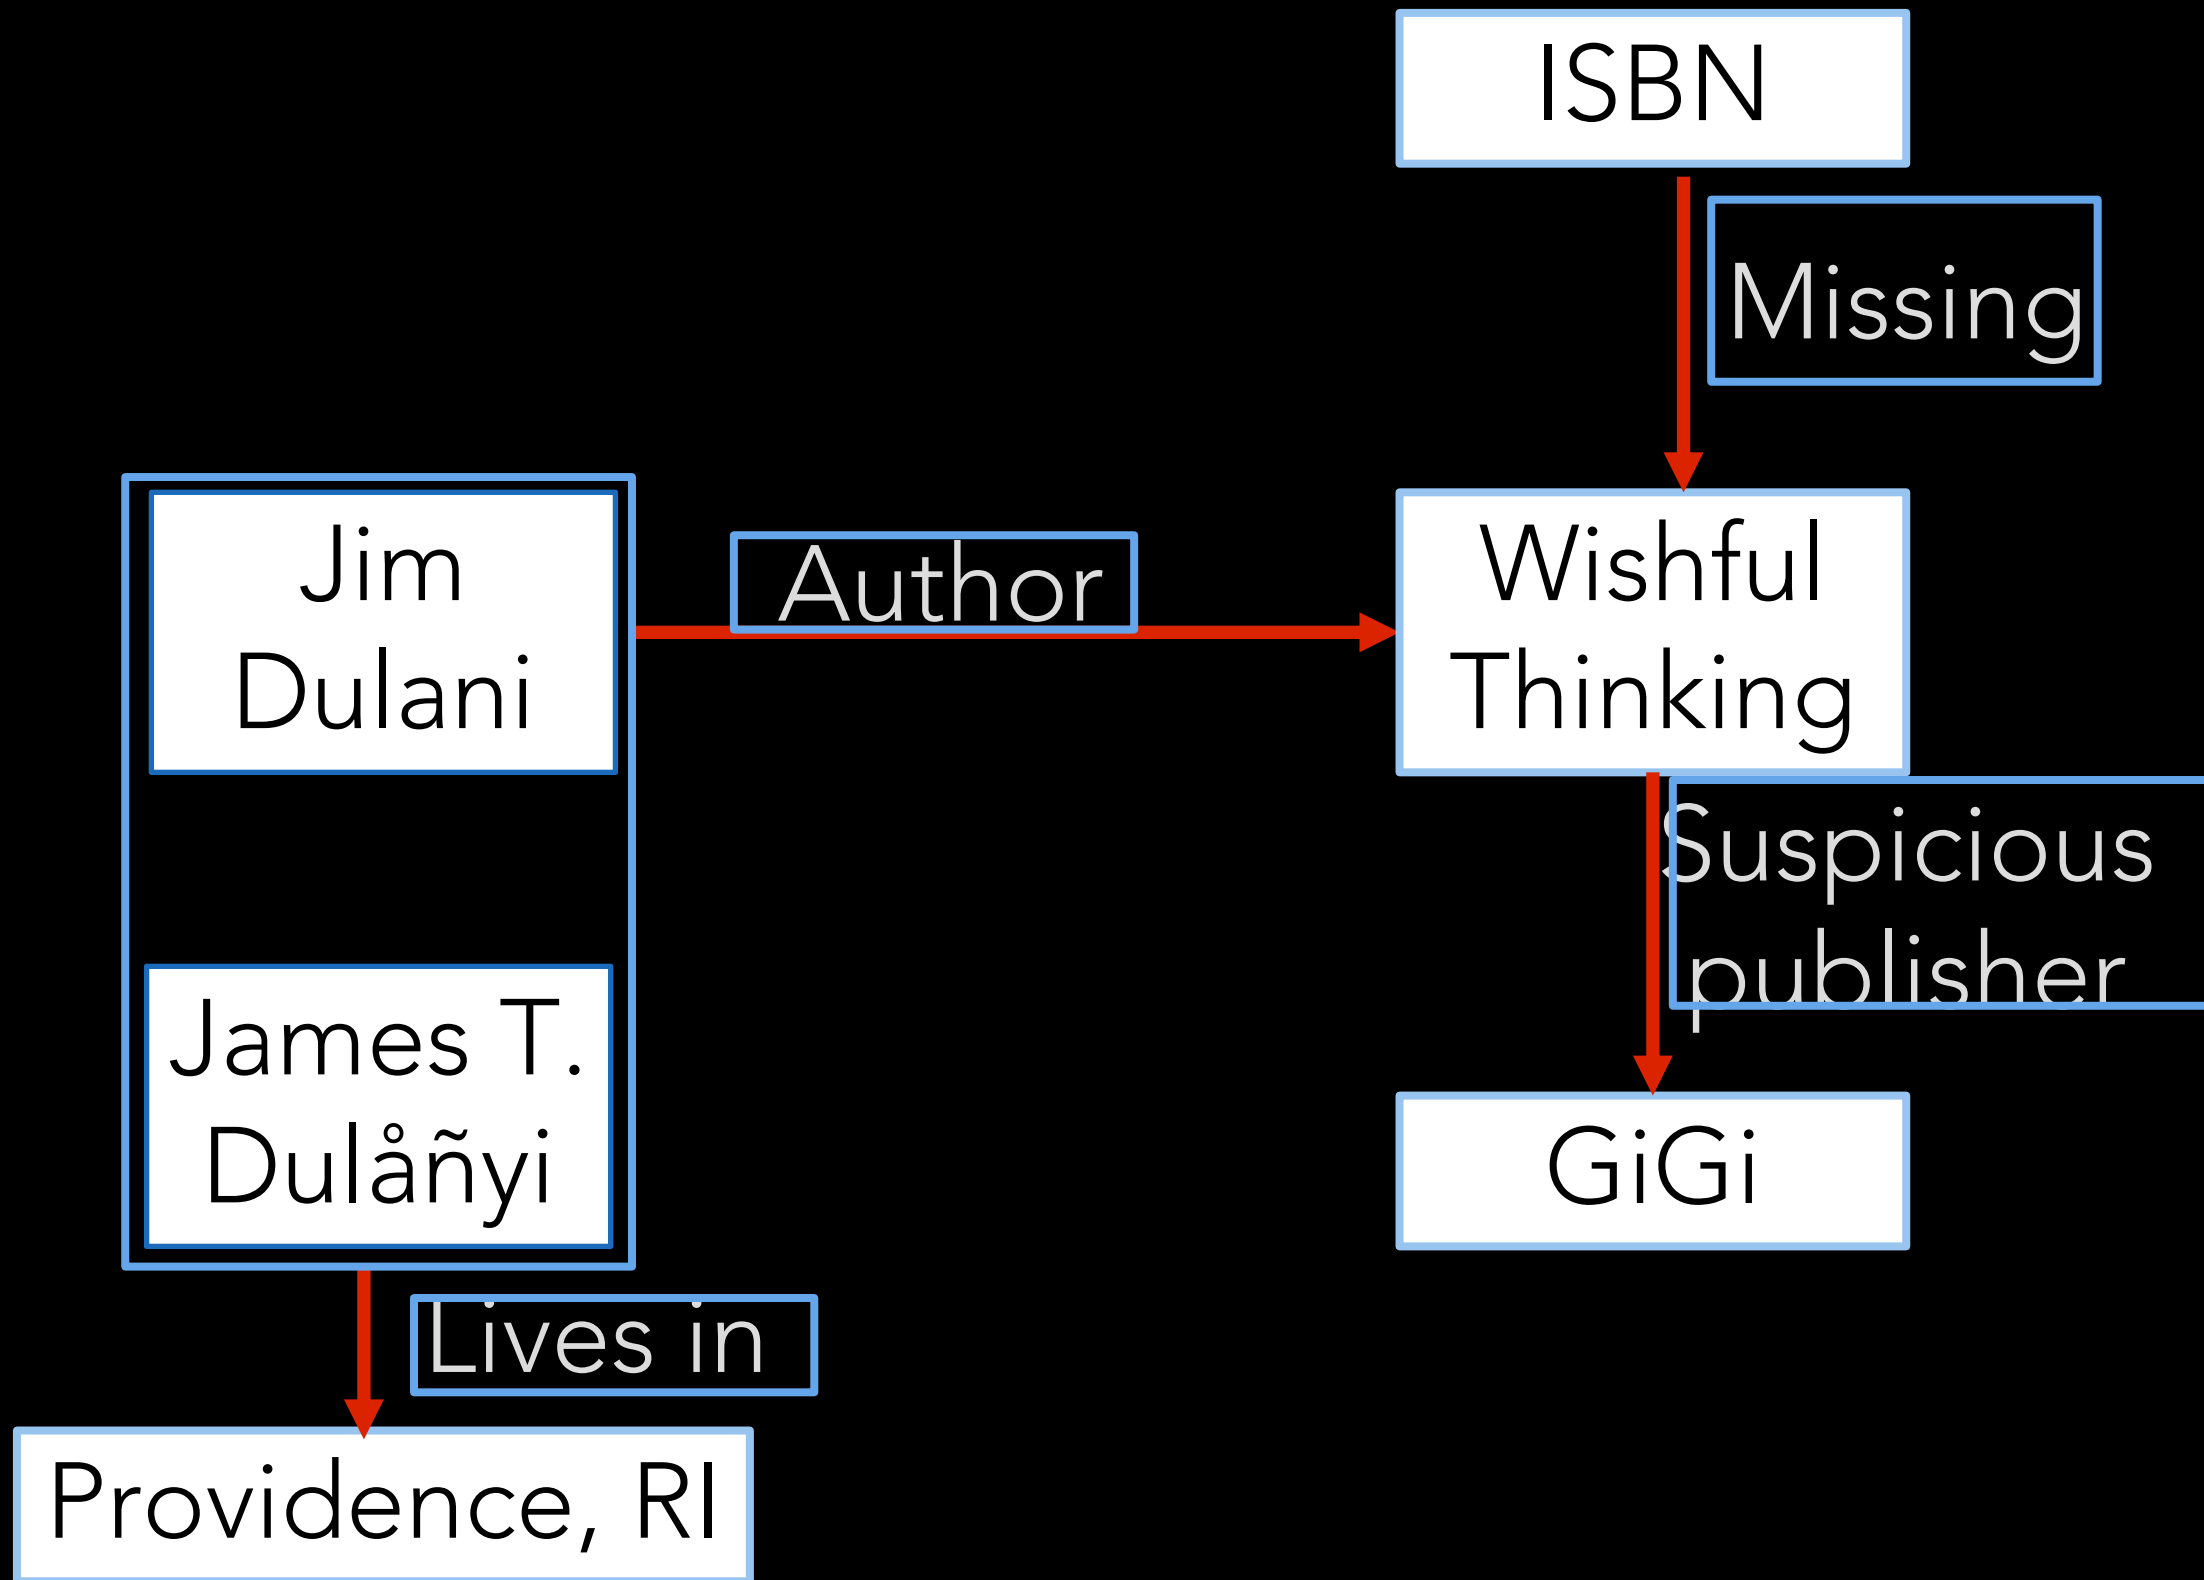 ISBN
Missing
Jim
Dulani
Author
Wishful
Thinking
Suspicious
publisher
James T.
Dulåñyi
GiGi
Lives in
Providence, RI